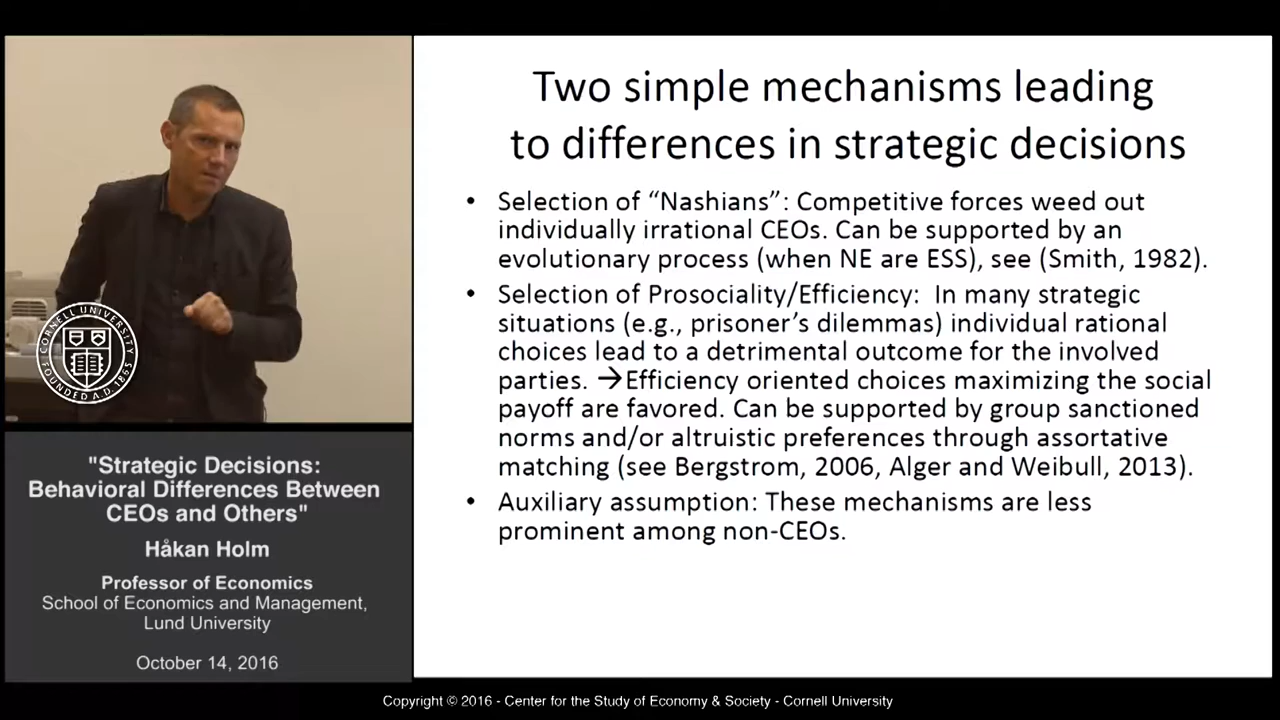 Two simple mechanisms leading
to differences in strategic decisions
• Selection of “Nashians”: Competitive forces weed out
individually irrational CEOs. Can be supported by an
evolutionary process (when NE are ESS), see (Smith, 1982).
• Selection of Prosociality/Efficiency: In many strategic
situations (e.g., prisoner’s dilemmas) individual rational
choices lead to a detrimental outcome for the involved
parties. →Efficiency oriented choices maximizing the social
payoff are favored. Can be supported by group sanctioned
norms and/or altruistic preferences through assortative
matching (see Bergstrom, 2006, Alger and Weibull, 2013).
• Auxiliary assumption: These mechanisms are less
prominent among non-CEOs.
CORNELL UNIVERSITY
FOUNDED A.D. 1865
"Strategic Decisions:
Behavioral Differences Between
CEOs and Others"
Håkan Holm
Professor of Economics
School of Economics and Management,
Lund University
October 14, 2016
Copyright © 2016 - Center for the Study of Economy & Society - Cornell University